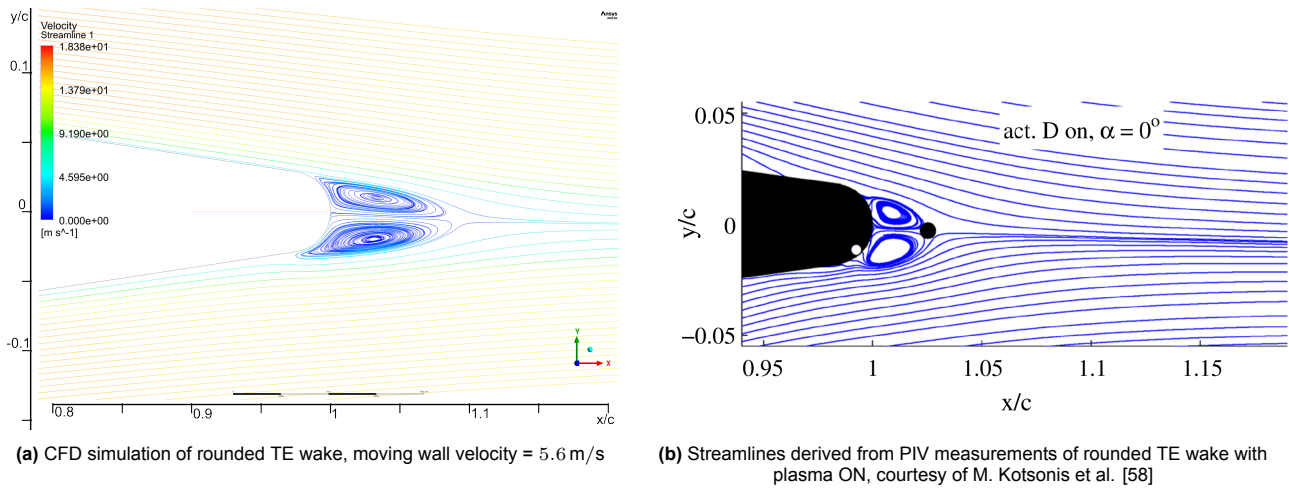 y/c
Ansys
Velocity
Streamline 1
1.838e+01
1.379e+01
9.190e+00
4.595e+00
0.000e+00
[m s^-1]
0.1
0
-0.1
0.8
0.9
1
1.1
x/c
Y
X
(a) CFD simulation of rounded TE wake, moving wall velocity = 5.6 m/s
act. D on, α = 0°
0.05
0
−0.05
y/c
0.95
1
1.05
1.1
1.15
x/c
(b) Streamlines derived from PIV measurements of rounded TE wake with
plasma ON, courtesy of M. Kotsonis et al. [58]